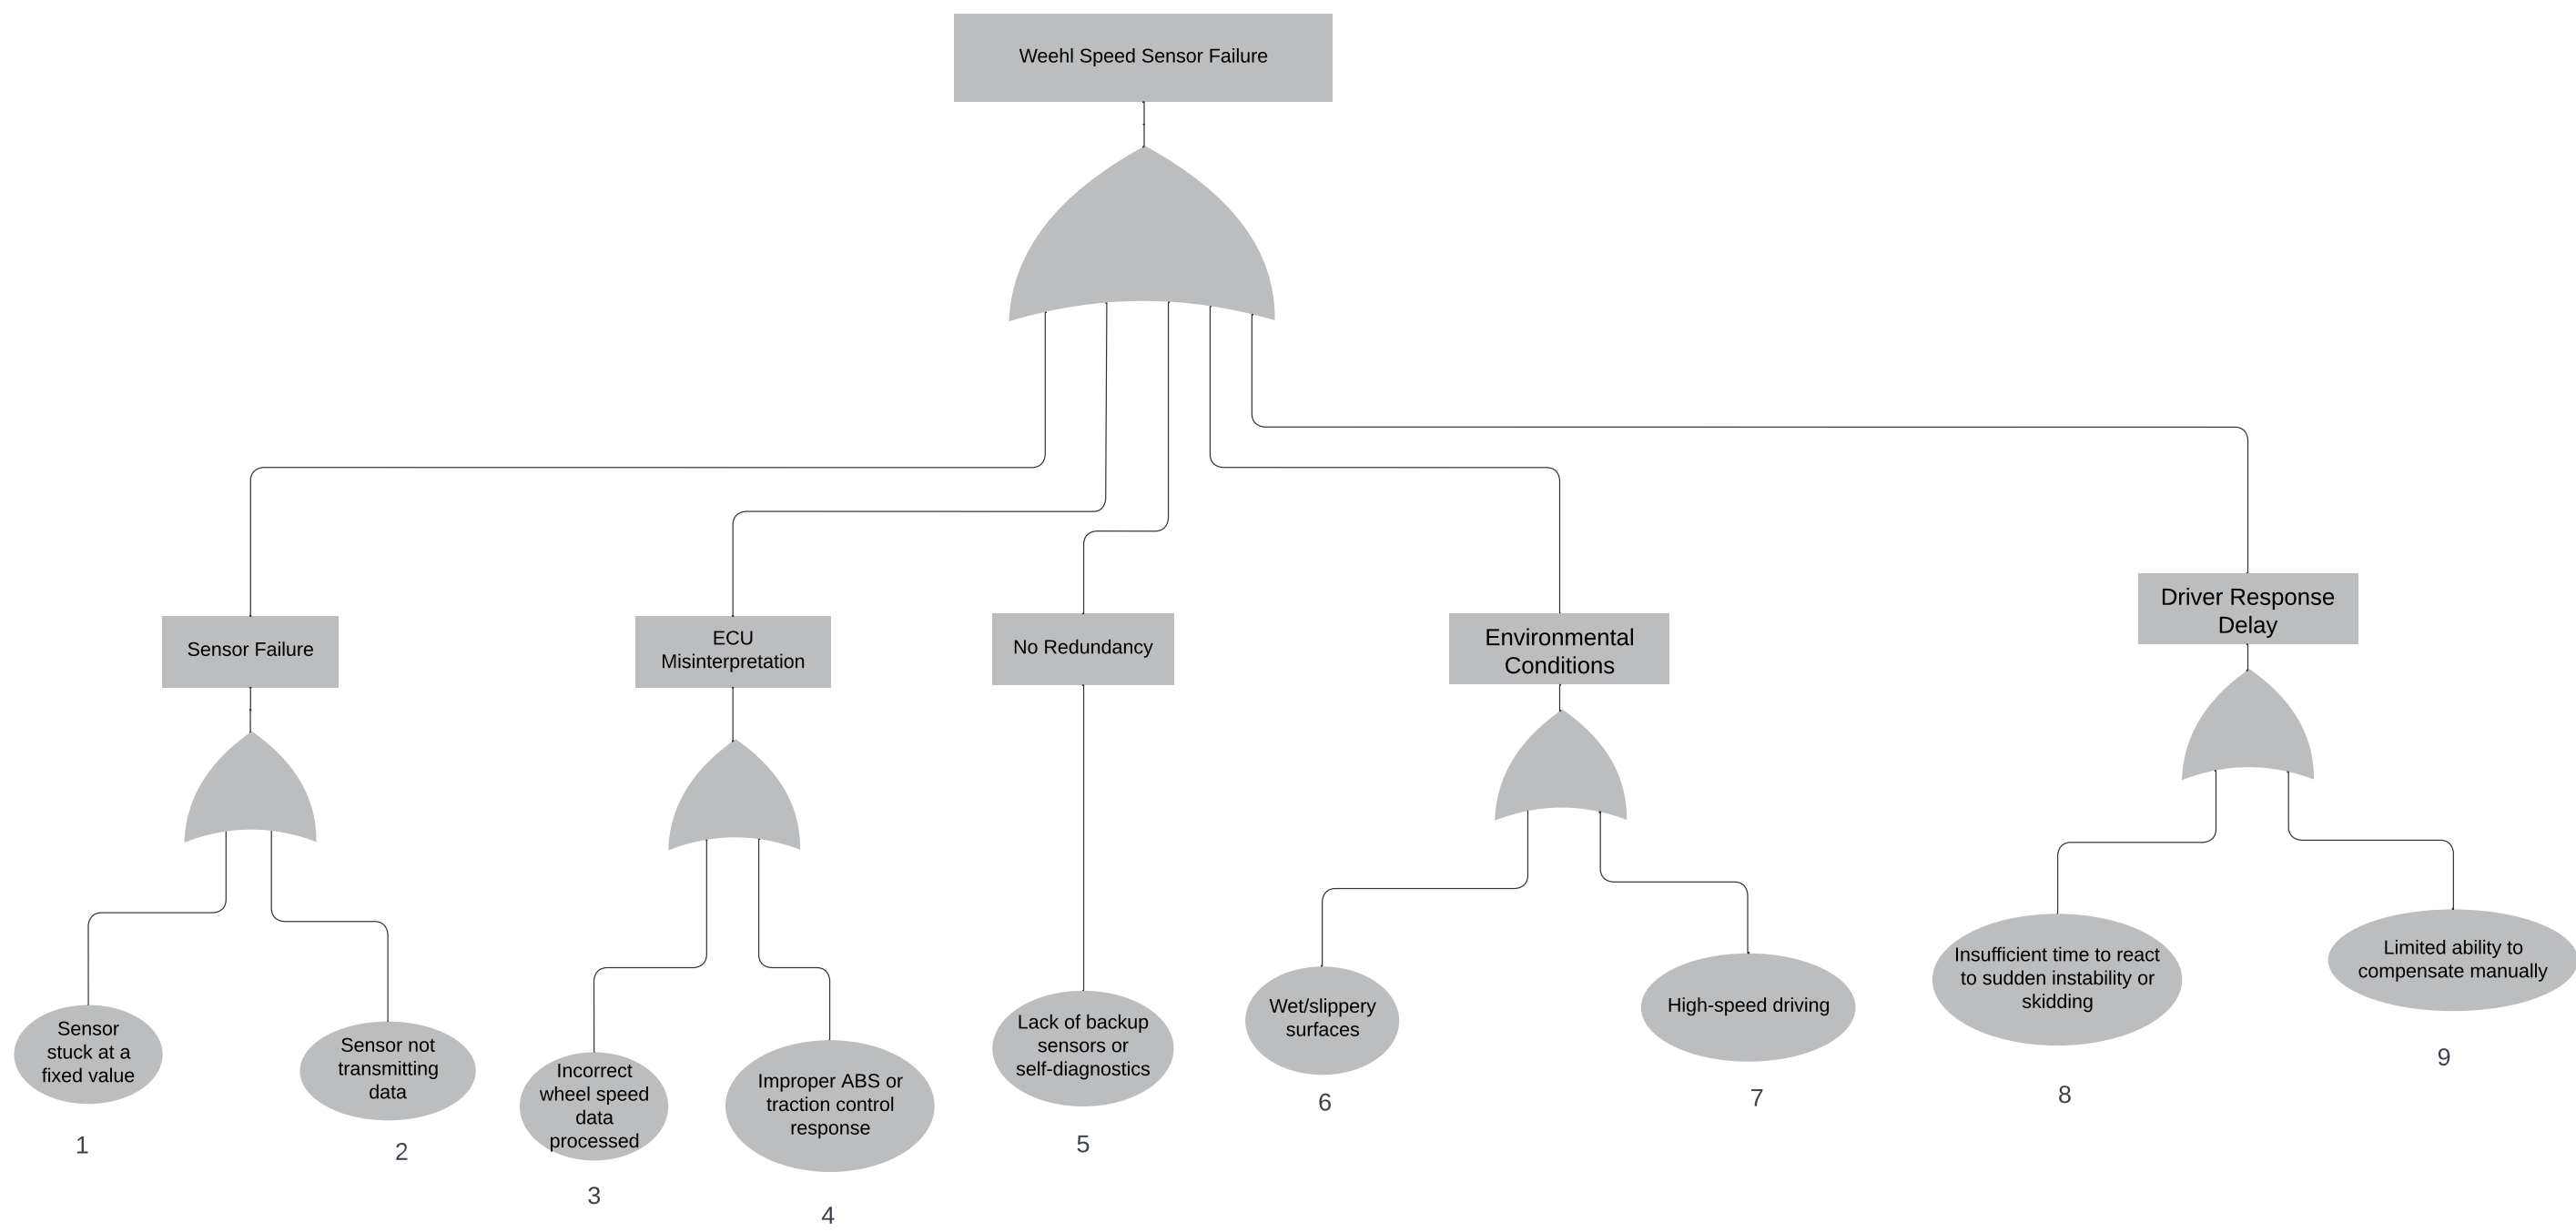 Weehl Speed Sensor Failure
Sensor Failure
ECU
Misinterpretation
No Redundancy
Environmental
Conditions
Driver Response
Delay
Sensor
stuck at a
fixed value
1
Sensor not
transmitting
data
2
Incorrect
wheel speed
data
processed
3
Improper ABS or
traction control
response
4
Lack of backup
sensors or
self-diagnostics
5
Wet/slippery
surfaces
6
High-speed driving
7
Insufficient time to react
to sudden instability or
skidding
8
Limited ability to
compensate manually
9